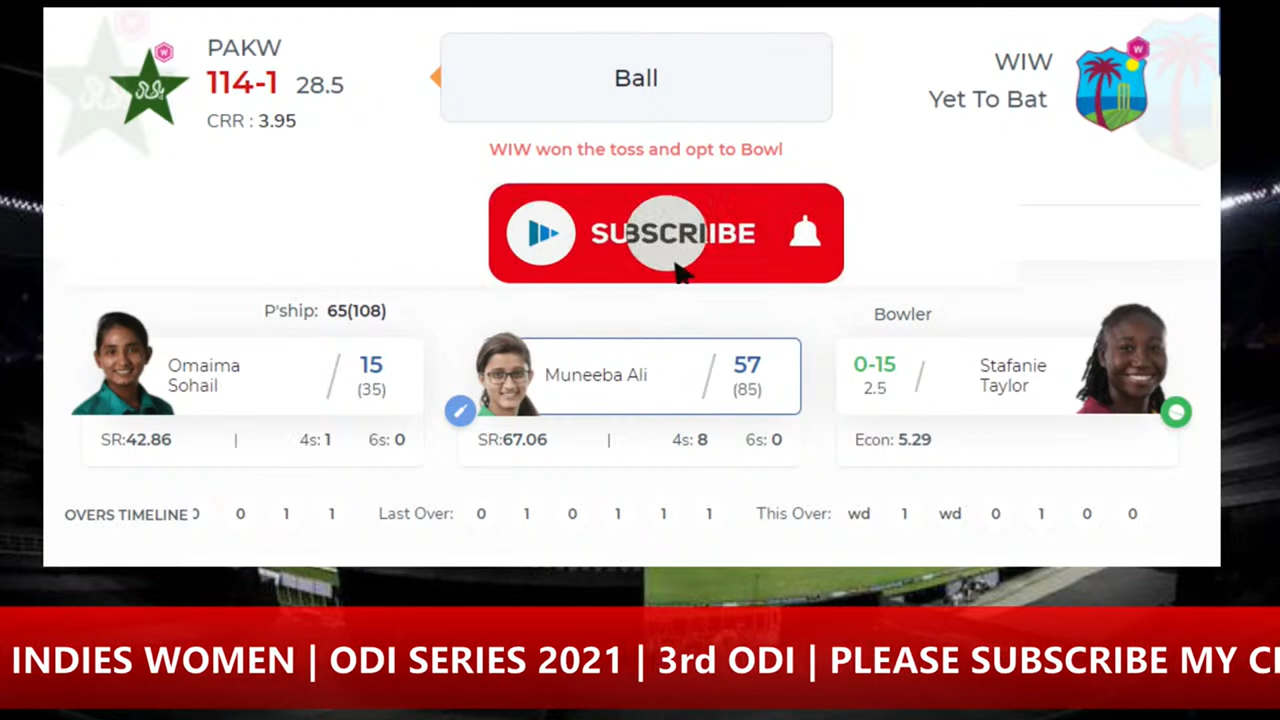 PAKW
114-1 28.5
CRR : 3.95
Ball
WIW
Yet To Bat
WIW won the toss and opt to Bowl
SUBSCRIBE
P'ship: 65(108)
Bowler
Omaima
Sohail
15
(35)
Muneeba Ali
57
(85)
0-15
2.5
Stafanie
Taylor
SR:42.86 | 4s: 1 6s: 0
SR:67.06 | 4s: 8 6s: 0
Econ: 5.29
OVERS TIMELINE 0 0 1 1 Last Over: 0 1 0 1 1 1 This Over: wd 1 wd 0 1 0 0
INDIES WOMEN | ODI SERIES 2021 | 3rd ODI | PLEASE SUBSCRIBE MY